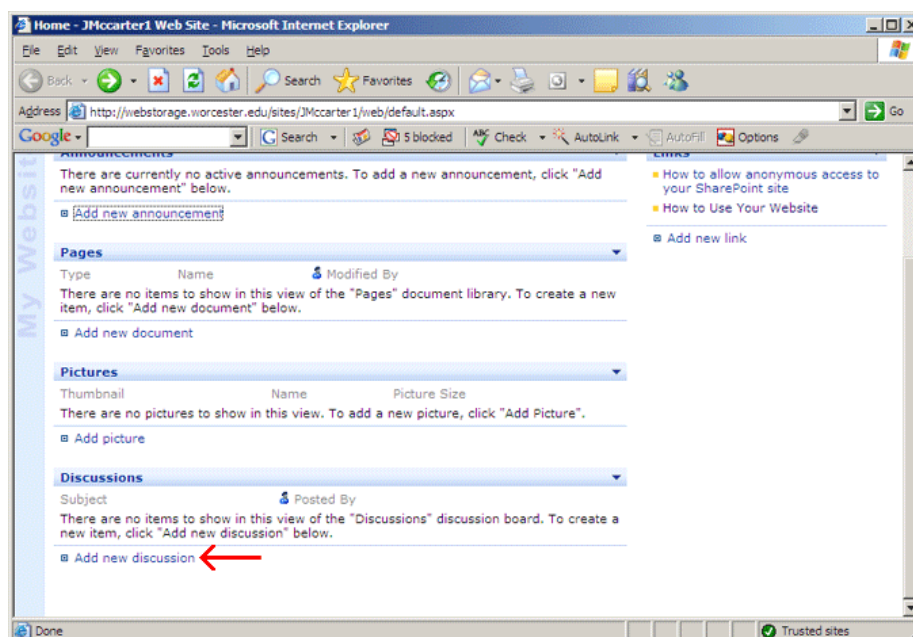 Home - JMccarter1 Web Site - Microsoft Internet Explorer
File Edit View Favorites Tools Help
Back Search Favorites
Address http://webstorage.worcester.edu/sites/JMccarter1/web/default.aspx Go
Google Search 5 blocked ABC Check AutoLink AutoFill Options
My Websit
Announcements
There are currently no active announcements. To add a new announcement, click "Add
new announcement" below.
Add new announcement
Pages
Type Name Modified By
There are no items to show in this view of the "Pages" document library. To create a new
item, click "Add new document" below.
Add new document
Pictures
Thumbnail Name Picture Size
There are no pictures to show in this view. To add a new picture, click "Add Picture".
Add picture
Discussions
Subject Posted By
There are no items to show in this view of the "Discussions" discussion board. To create a
new item, click "Add new discussion" below.
Add new discussion
Links
How to allow anonymous access to
your SharePoint site
How to Use Your Website
Add new link
Done Trusted sites